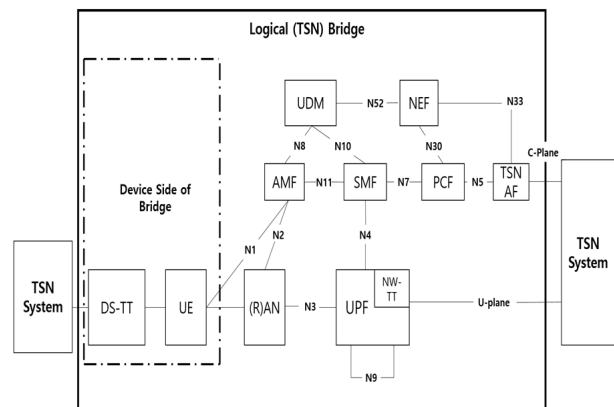 Logical (TSN) Bridge
UDM
N52
NEF
N33
N8
N10
N30
C-Plane
AMF
N11
SMF
N7
PCF
N5
TSN
AF
Device Side of
Bridge
N1
N2
N4
TSN
System
DS-TT
UE
(R)AN
N3
UPF
NW-
TT
U-plane
TSN
System
N9